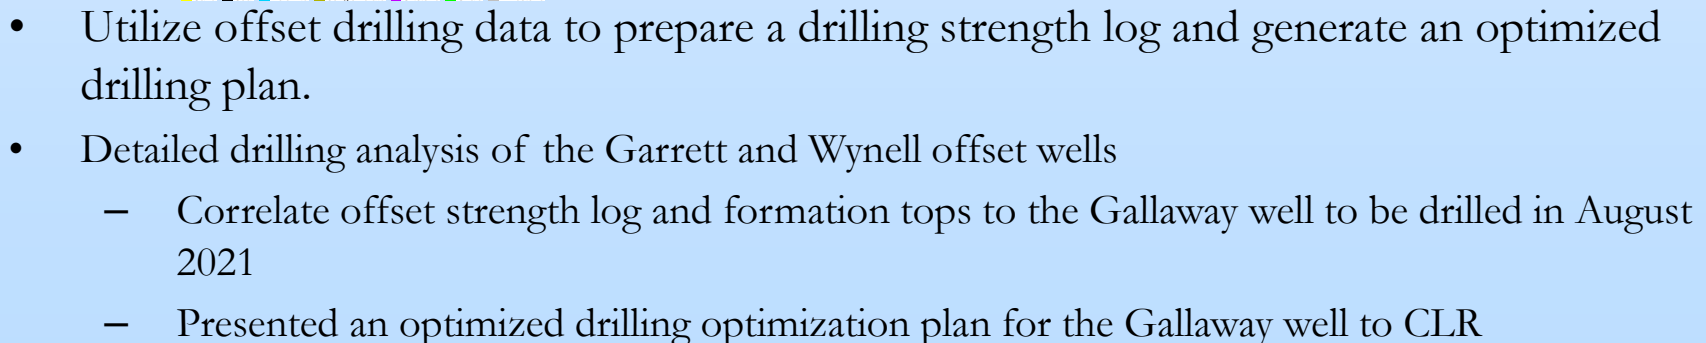 • Utilize offset drilling data to prepare a drilling strength log and generate an optimized
drilling plan.
• Detailed drilling analysis of the Garrett and Wynell offset wells
– Correlate offset strength log and formation tops to the Gallaway well to be drilled in August
2021
– Presented an optimized drilling optimization plan for the Gallaway well to CLR